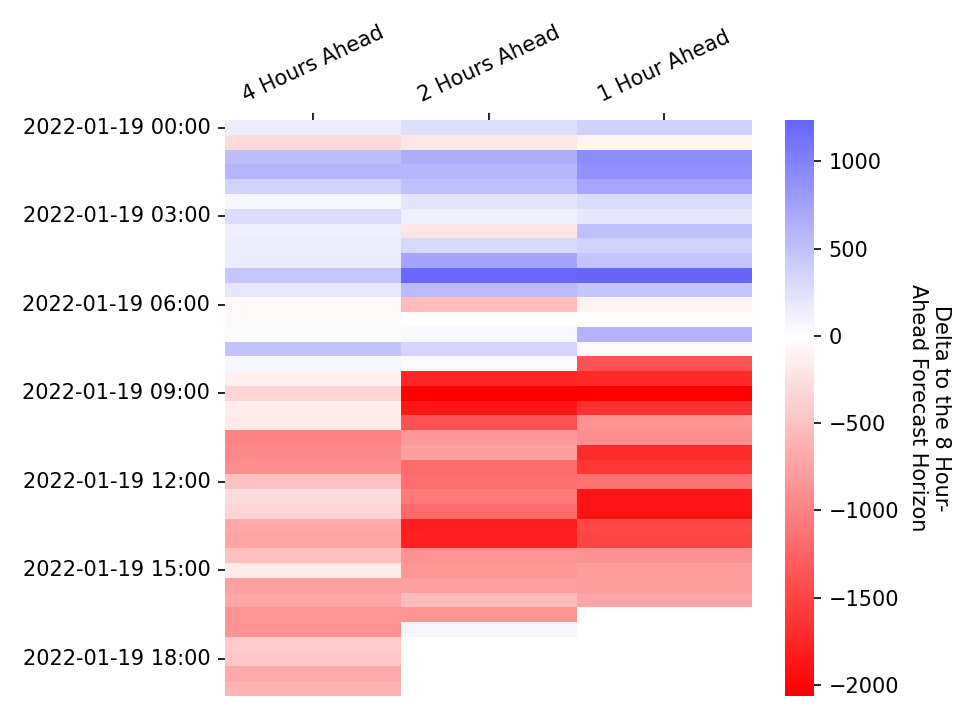 4 Hours Ahead
2 Hours Ahead
1 Hour Ahead
2022-01-19 00:00
2022-01-19 03:00
2022-01-19 06:00
2022-01-19 09:00
2022-01-19 12:00
2022-01-19 15:00
2022-01-19 18:00
1000
500
0
−500
−1000
−1500
−2000
Delta to the 8 Hour-
Ahead Forecast Horizon